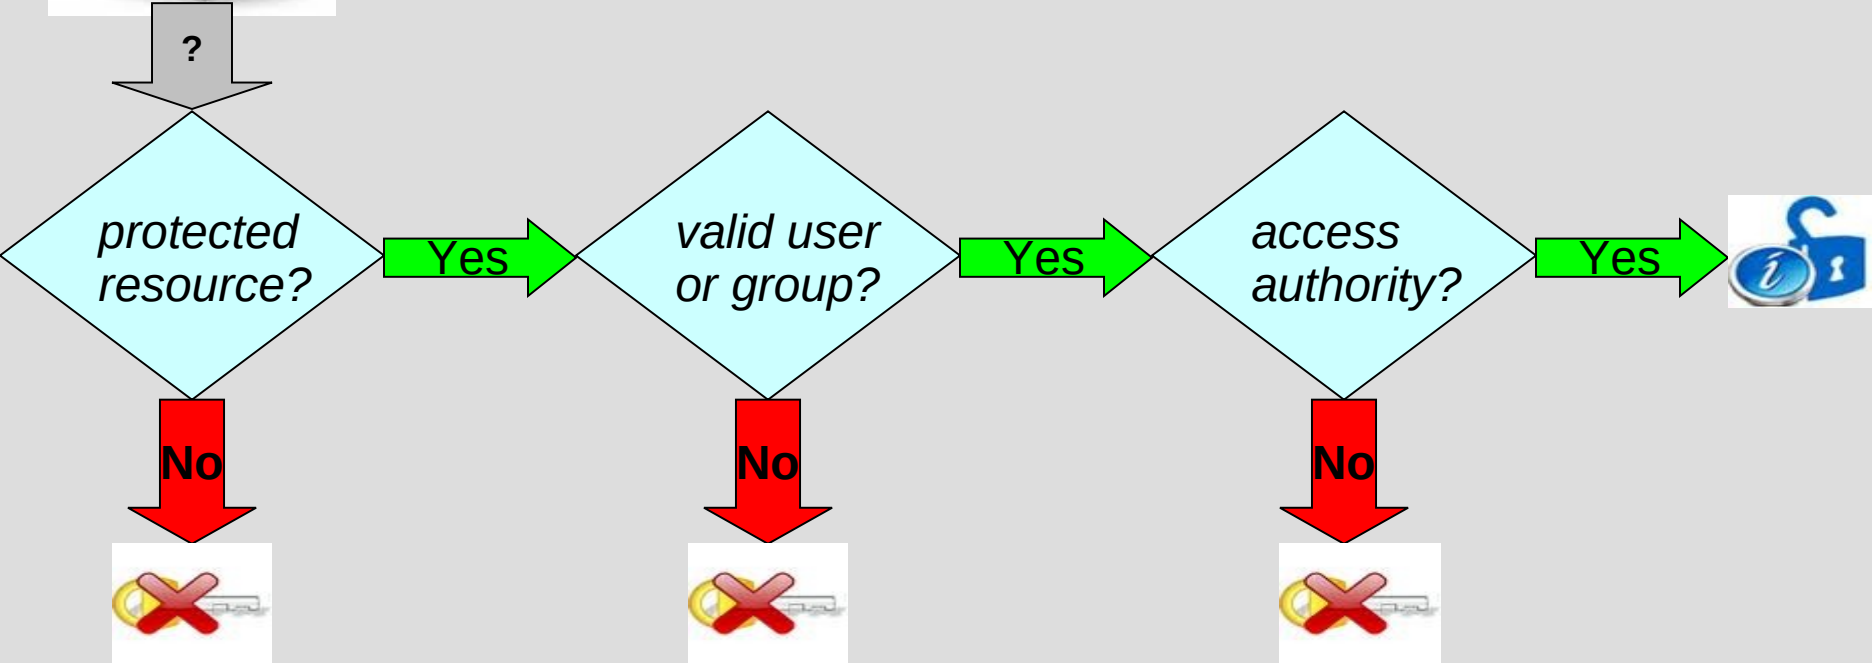 ?
protected
resource?
Yes
valid user
or group?
Yes
access
authority?
Yes
i
No
No
No